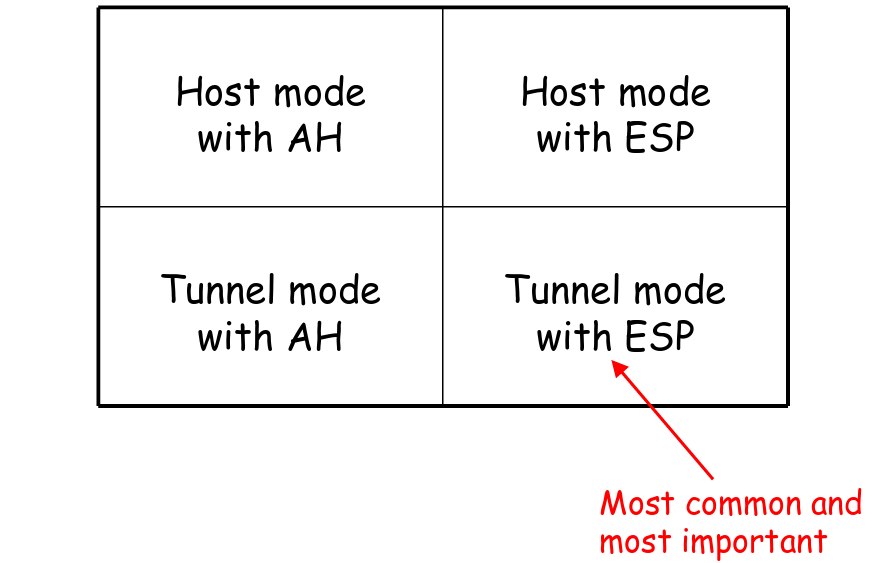 Host mode
with AH
Host mode
with ESP
Tunnel mode
with AH
Tunnel mode
with ESP
Most common and
most important